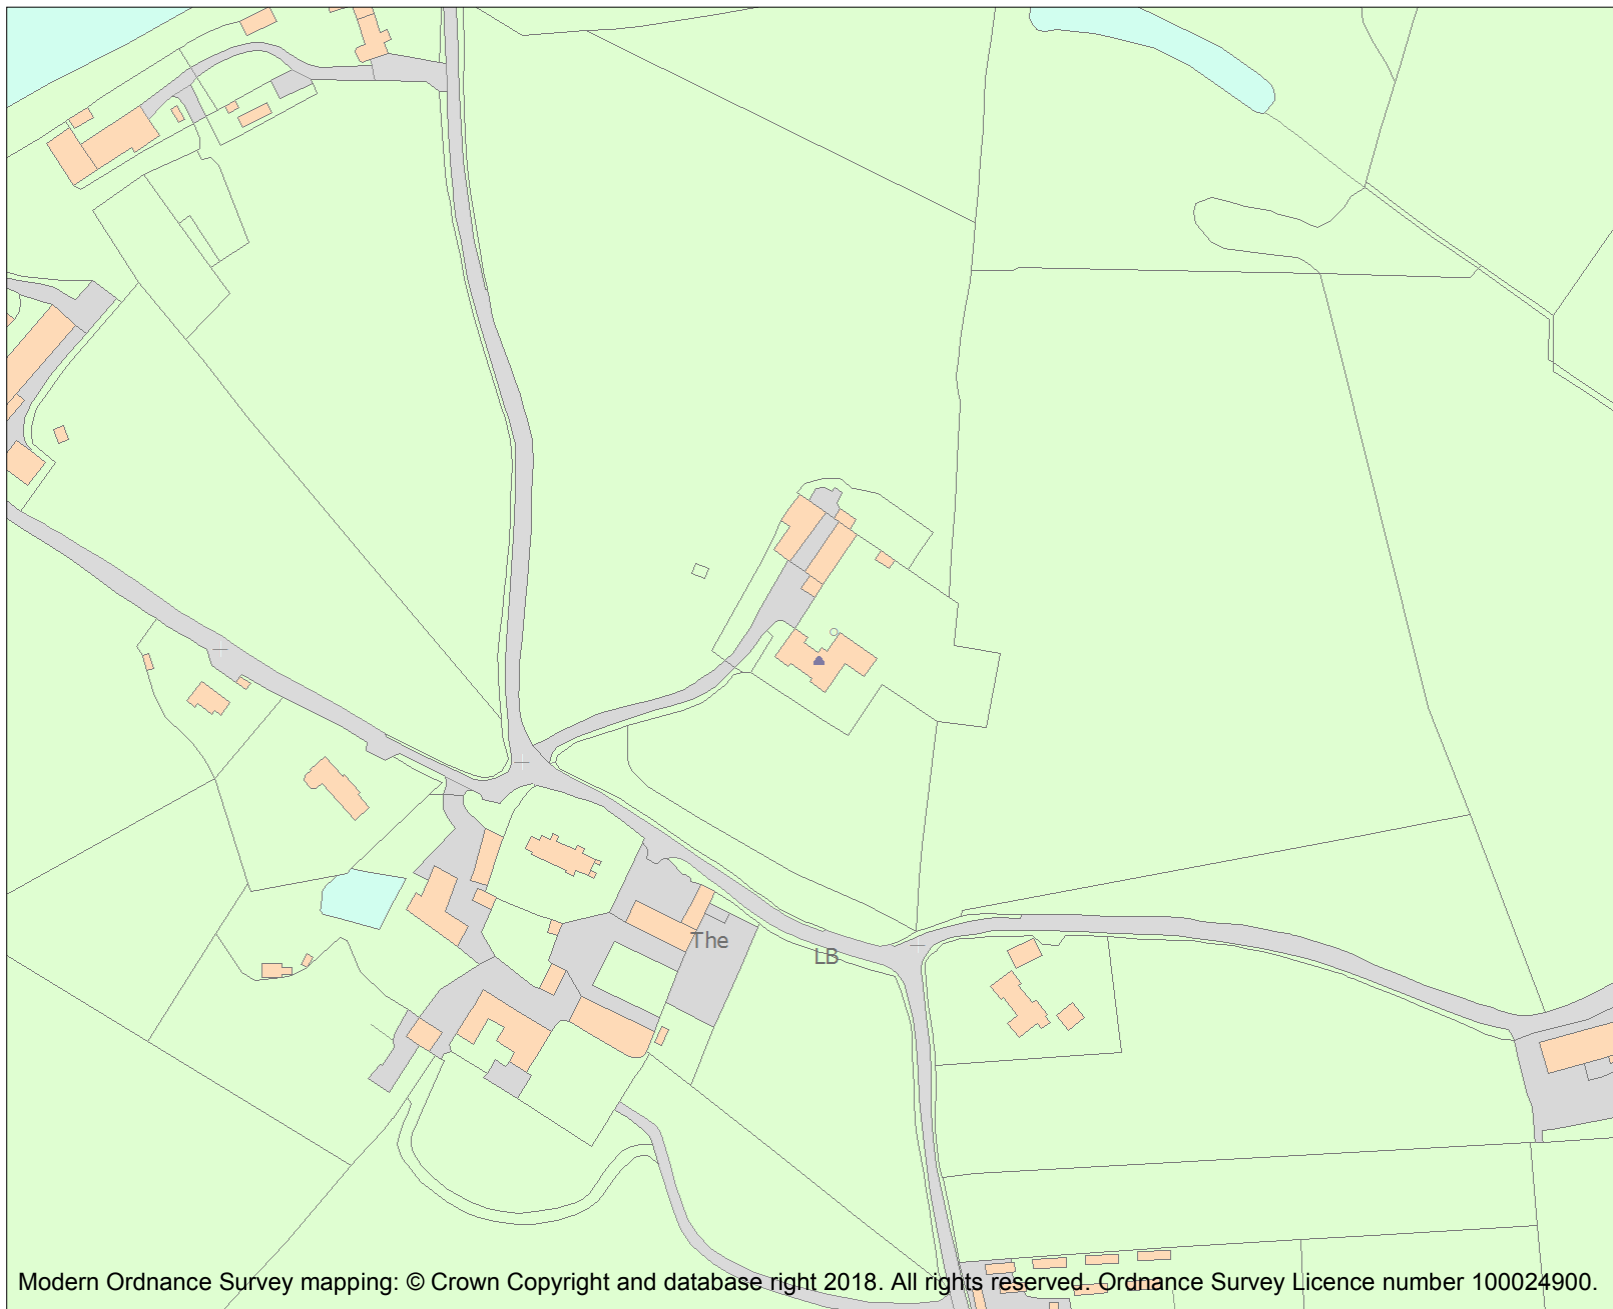 The
LB
Modern Ordnance Survey mapping: © Crown Copyright and database right 2018. All rights reserved. Ordnance Survey Licence number 100024900.